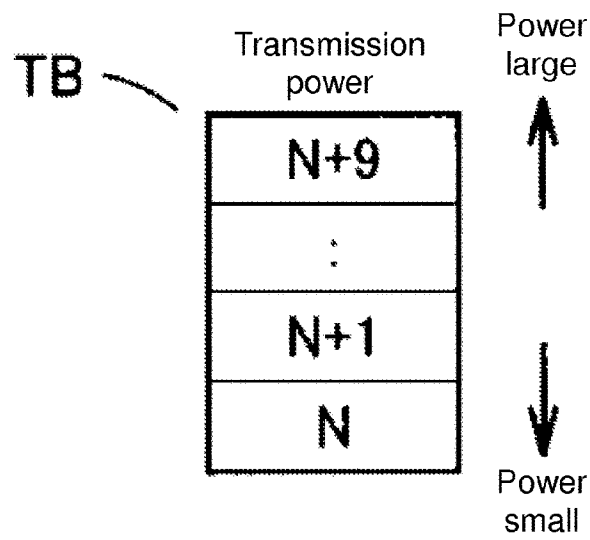 TB
Transmission
power
Power
large
N+9
:
N+1
N
Power
small